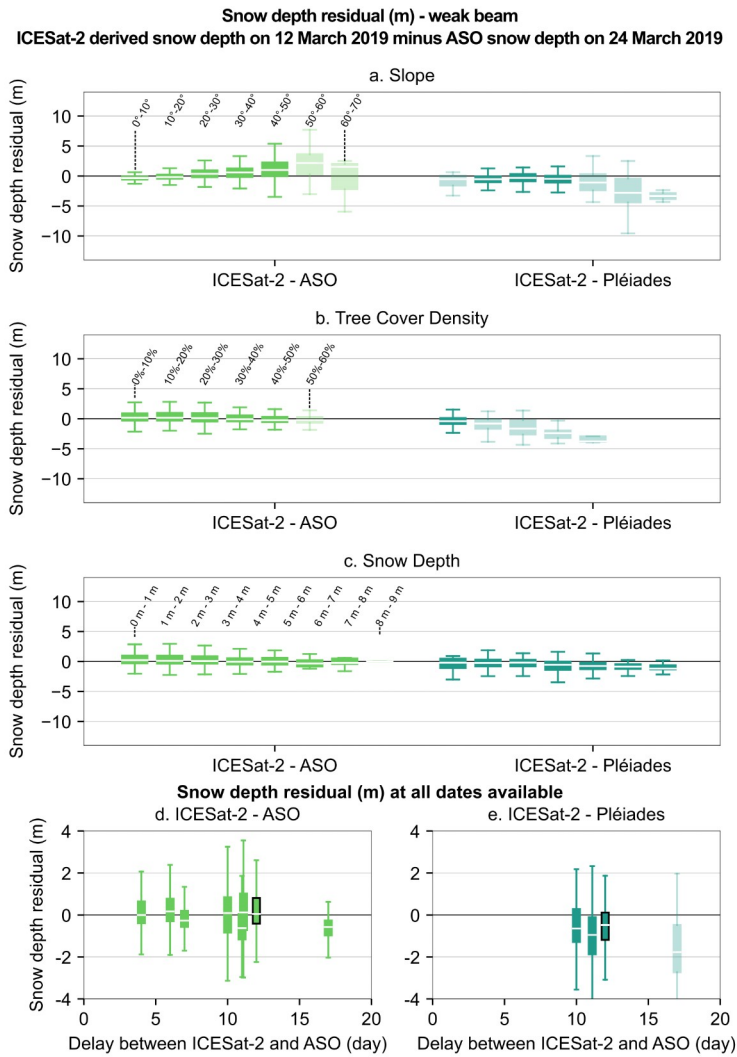 Snow depth residual (m) - weak beam
ICESat-2 derived snow depth on 12 March 2019 minus ASO snow depth on 24 March 2019
a. Slope
Snow depth residual (m)
10
5
0
−5
−10
0°-10°
10°-20°
20°-30°
30°-40°
40°-50°
50°-60°
60°-70°
ICESat-2 - ASO
ICESat-2 - Pléiades
b. Tree Cover Density
Snow depth residual (m)
10
5
0
−5
−10
0%-10%
10%-20%
20%-30%
30%-40%
40%-50%
50%-60%
ICESat-2 - ASO
ICESat-2 - Pléiades
c. Snow Depth
Snow depth residual (m)
10
5
0
−5
−10
0 m - 1 m
1 m - 2 m
2 m - 3 m
3 m - 4 m
4 m - 5 m
5 m - 6 m
6 m - 7 m
7 m - 8 m
8 m - 9 m
ICESat-2 - ASO
ICESat-2 - Pléiades
Snow depth residual (m) at all dates available
d. ICESat-2 - ASO
Snow depth residual (m)
4
2
0
-2
-4
0
5
10
15
20
Delay between ICESat-2 and ASO (day)
e. ICESat-2 - Pléiades
4
2
0
-2
-4
0
5
10
15
20
Delay between ICESat-2 and ASO (day)